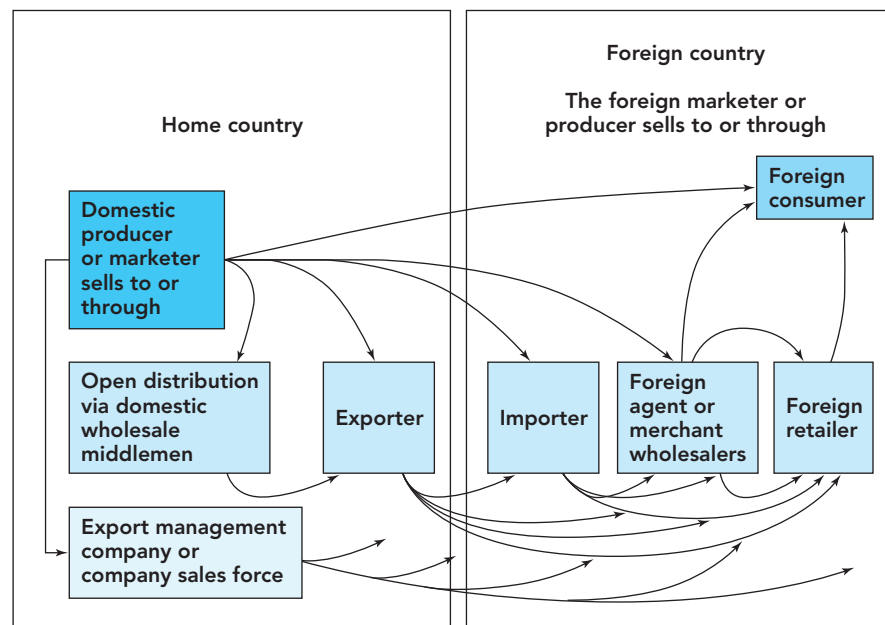 Home country
Foreign country
The foreign marketer or
producer sells to or through
Foreign
consumer
Domestic
producer
or marketer
sells to or
through
Open distribution
via domestic
wholesale
middlemen
Exporter
Importer
Foreign
agent or
merchant
wholesalers
Foreign
retailer
Export management
company or
company sales force